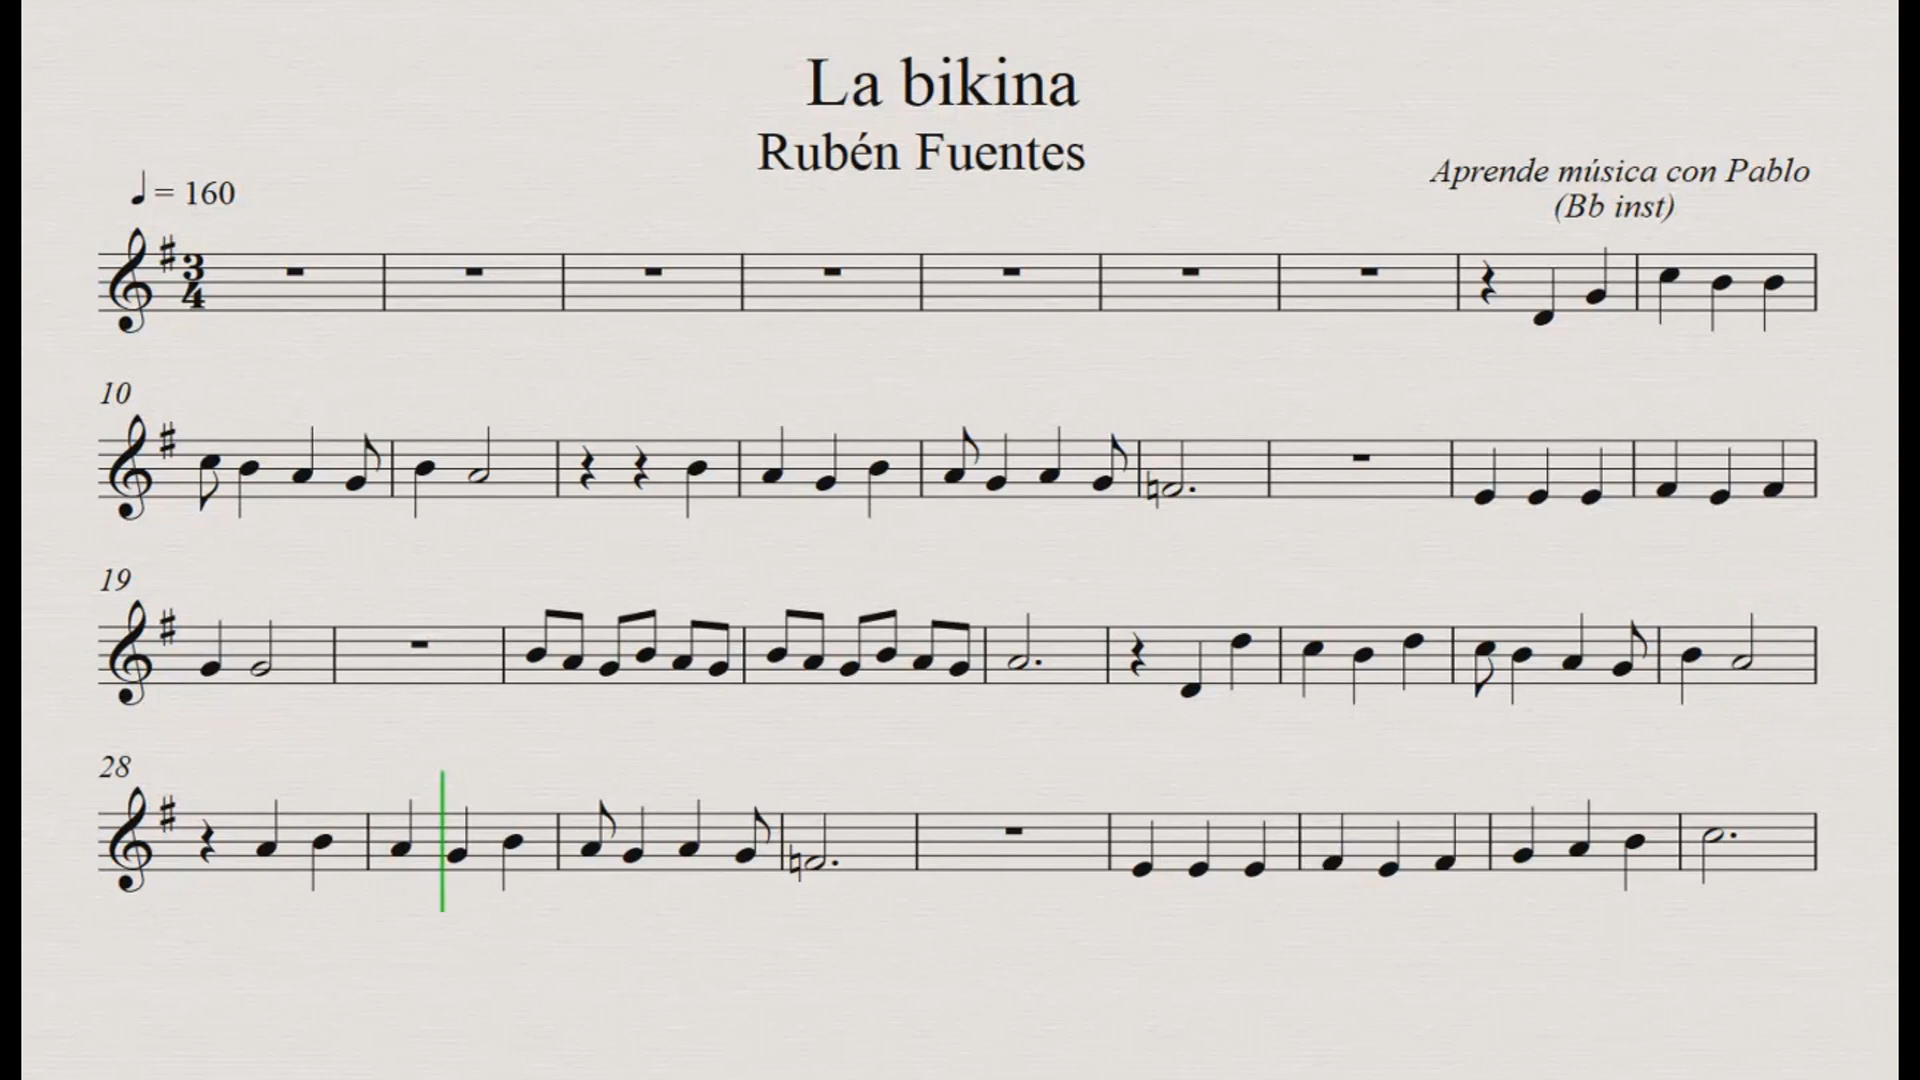 La bikina
Rubén Fuentes
♩ = 160
Aprende música con Pablo
(Bb inst)
3
4
10
19
28